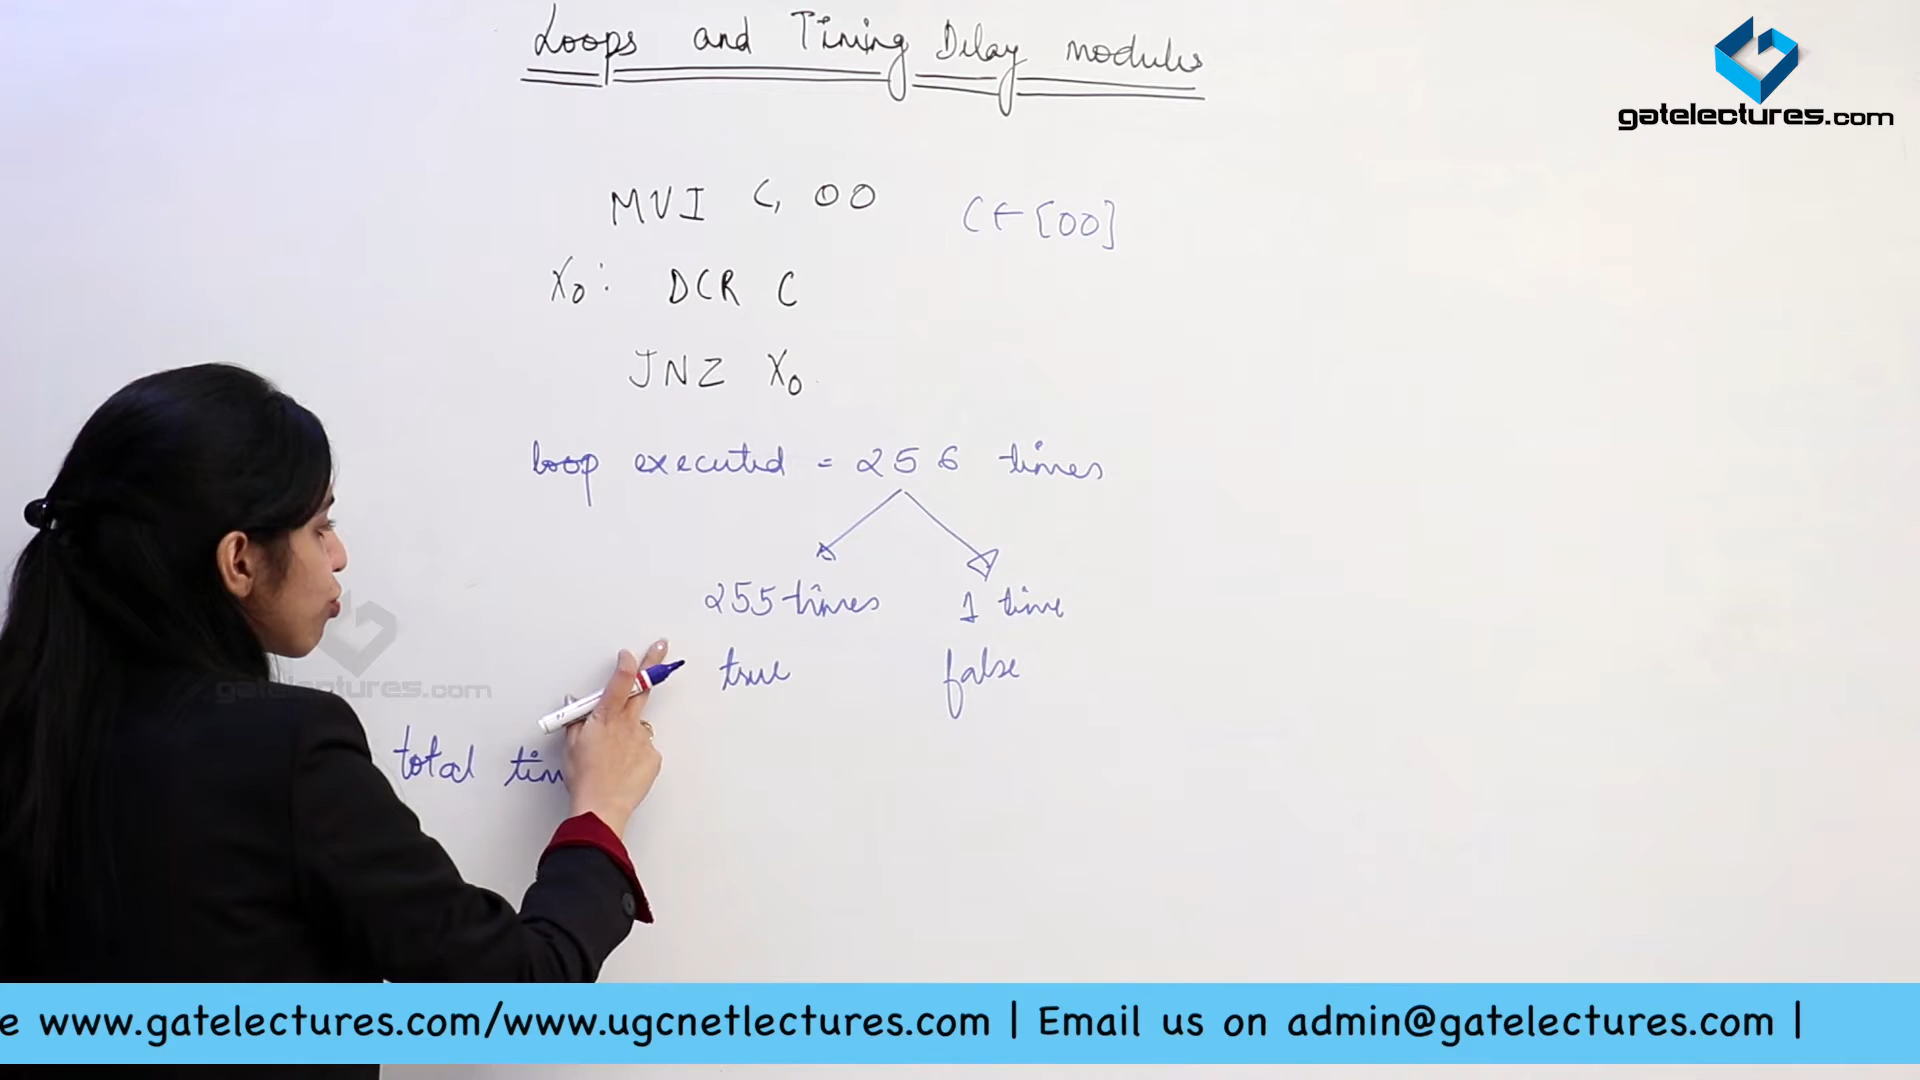 Loops and Timing Delay modules
gatelectures.com
MVI C, 00 C ← [00]
X0: DCR C
JNZ X0
loop executed = 256 times
255 times 1 time
true false
gatelectures.com
total tim
e www.gatelectures.com/www.ugcnetlectures.com | Email us on admin@gatelectures.com |